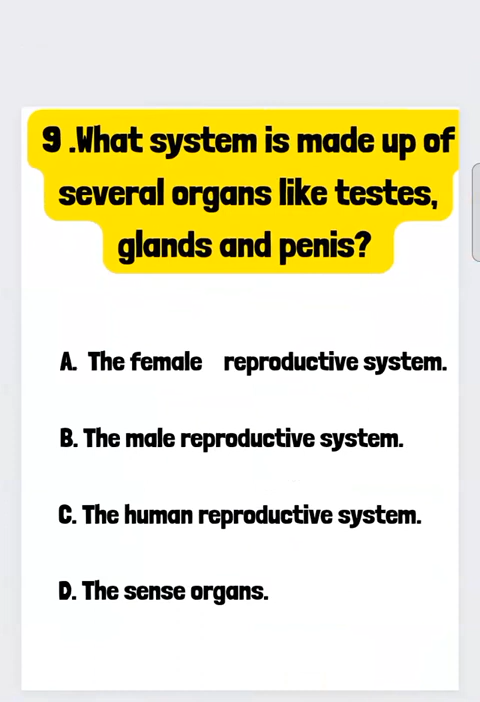 9 .What system is made up of
several organs like testes,
glands and penis?
A. The female reproductive system.
B. The male reproductive system.
C. The human reproductive system.
D. The sense organs.